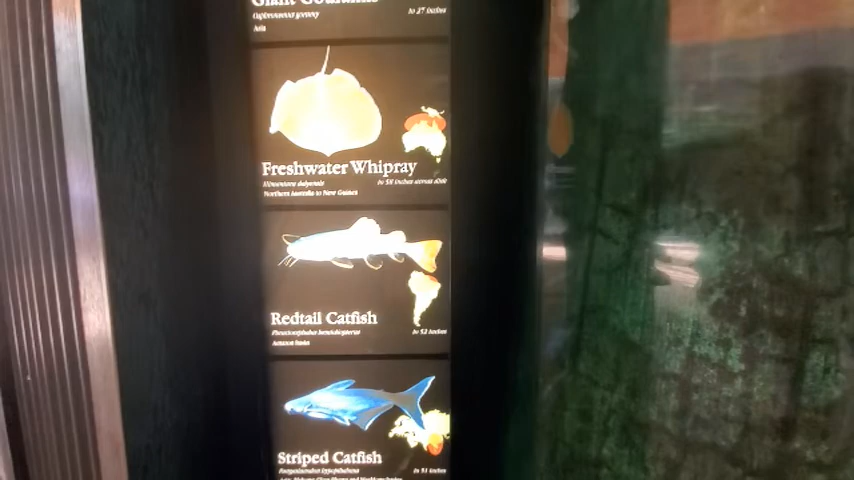 Giant Gourami
to 27 inches
Asia
Freshwater Whipray
to 58 inches across disk
Northern Australia to New Guinea
Redtail Catfish
to 52 inches
Amazon basin
Striped Catfish
to 51 inches